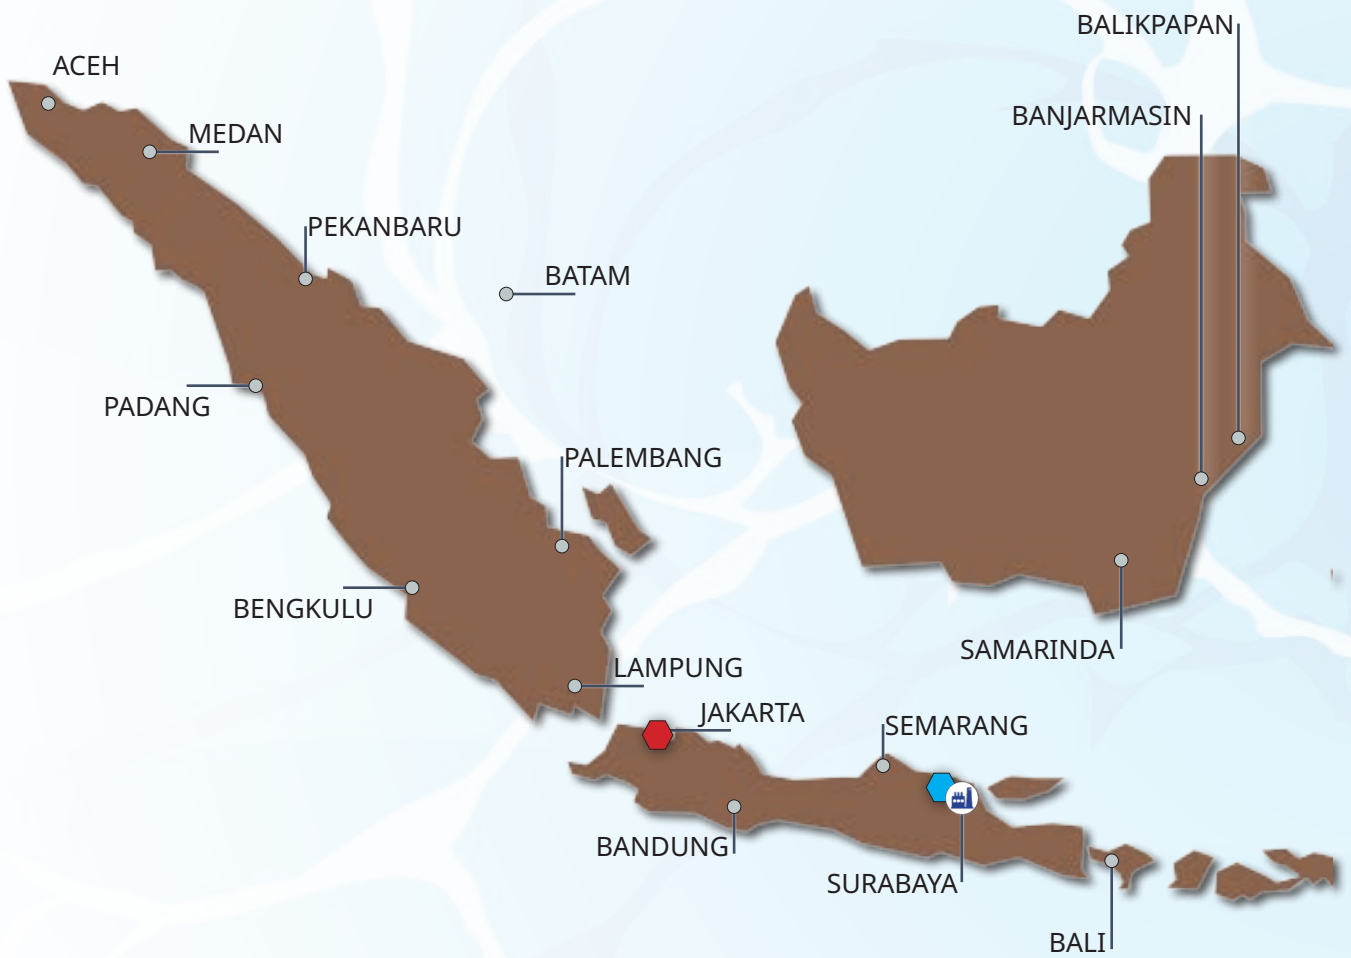 BALIKPAPAN
ACEH
BANJARMASIN
MEDAN
PEKANBARU
BATAM
PADANG
PALEMBANG
BENGKULU
SAMARINDA
LAMPUNG
JAKARTA
SEMARANG
BANDUNG
SURABAYA
BALI